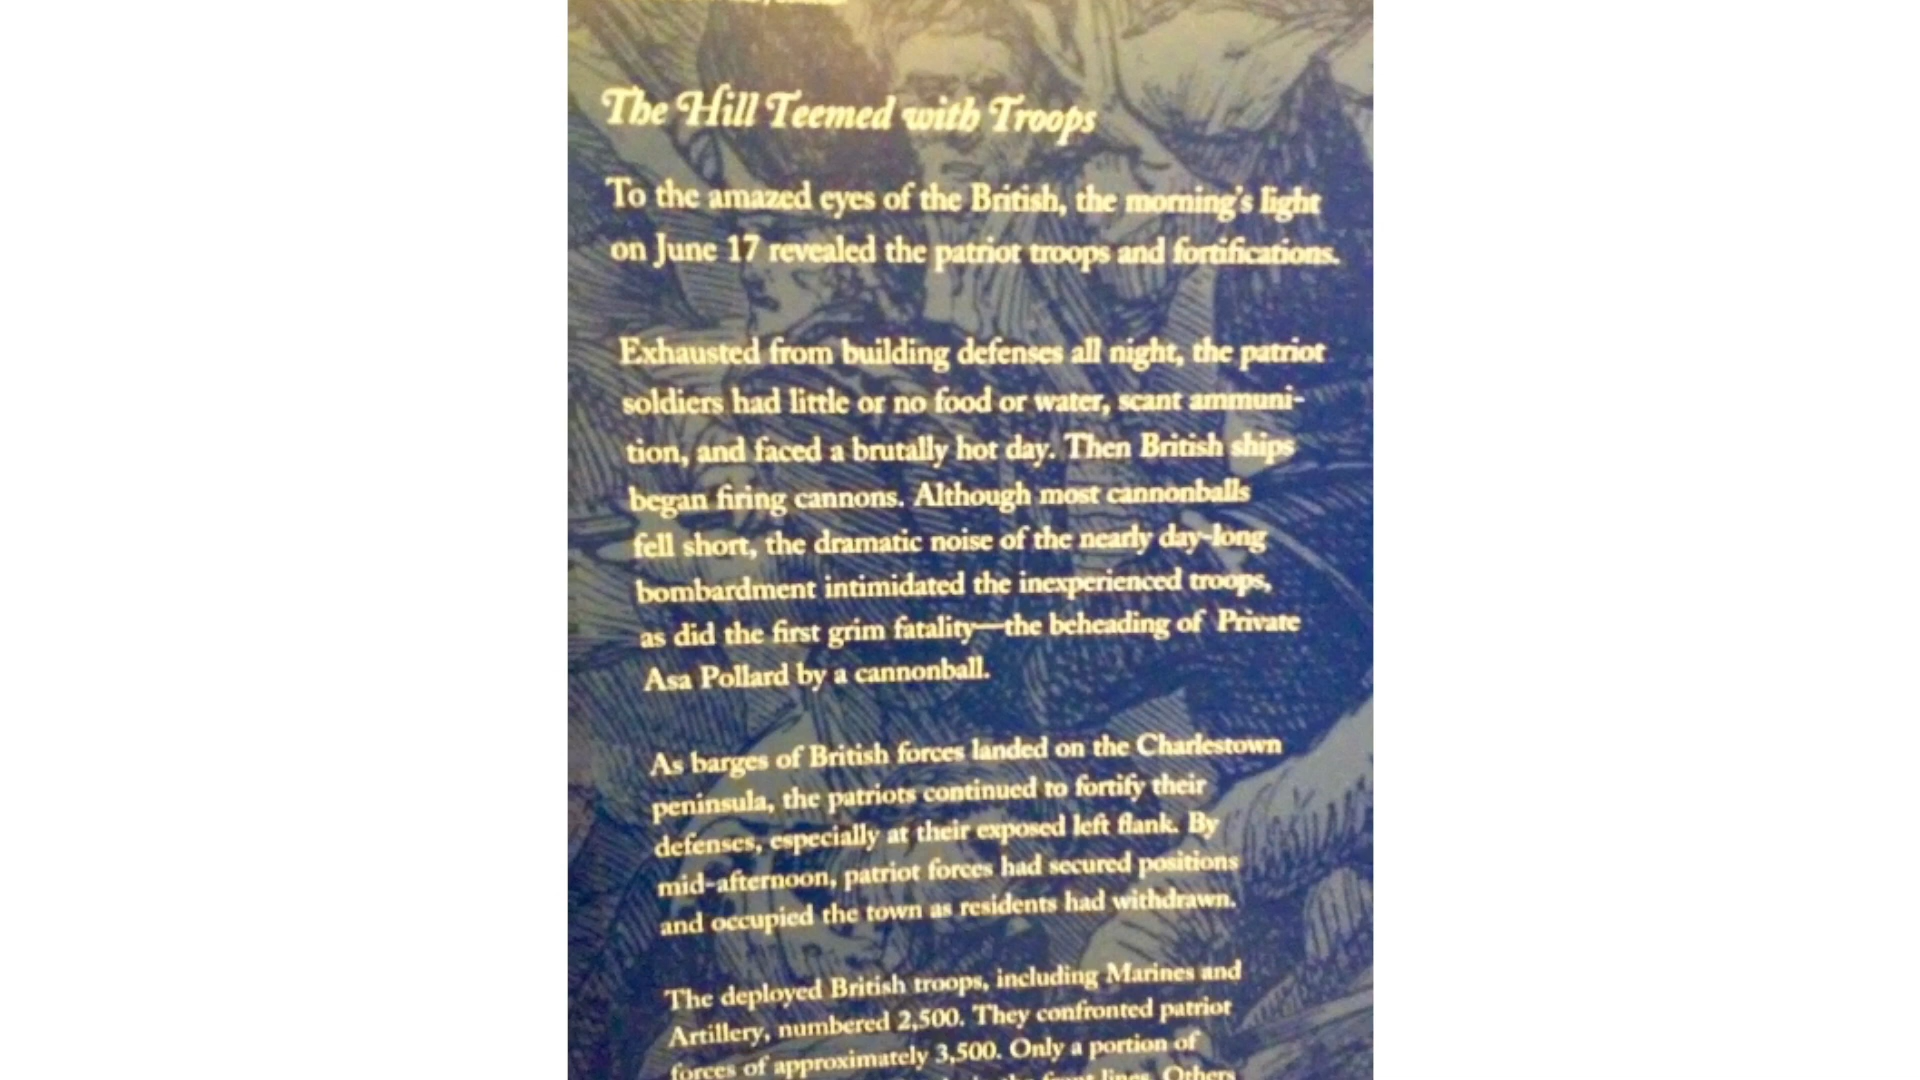 The Hill Teemed with Troops
To the amazed eyes of the British, the morning's light
on June 17 revealed the patriot troops and fortifications.
Exhausted from building defenses all night, the patriot
soldiers had little or no food or water, scant ammuni-
tion, and faced a brutally hot day. Then British ships
began firing cannons. Although most cannonballs
fell short, the dramatic noise of the nearly day-long
bombardment intimidated the inexperienced troops,
as did the first grim fatality—the beheading of Private
Asa Pollard by a cannonball.
As barges of British forces landed on the Charlestown
peninsula, the patriots continued to fortify their
defenses, especially at their exposed left flank. By
mid-afternoon, patriot forces had secured positions
and occupied the town as residents had withdrawn.
The deployed British troops, including Marines and
Artillery, numbered 2,500. They confronted patriot
forces of approximately 3,500. Only a portion of
the front lines. Others